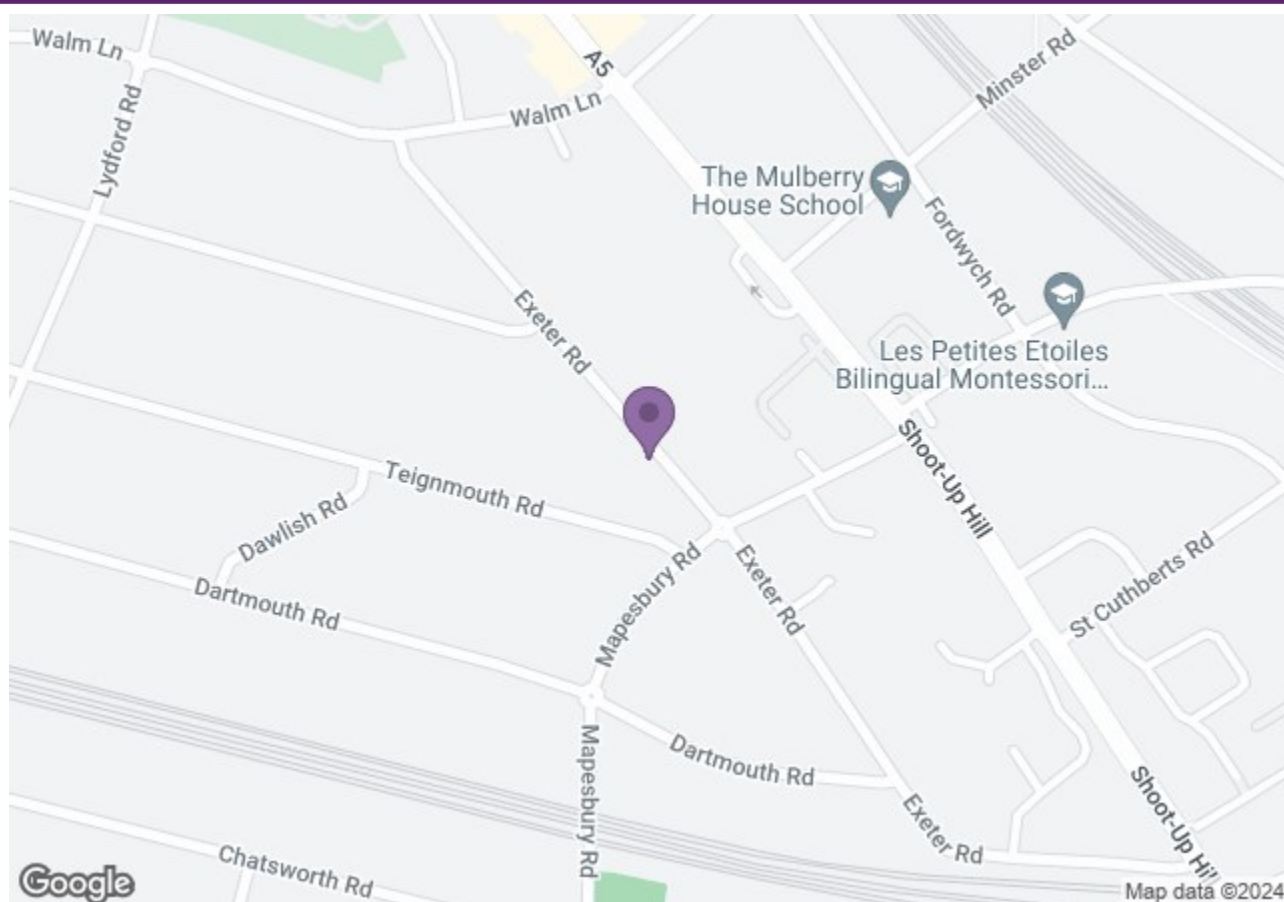 Walm Ln
A5
Walm Ln
Minster Rd
Lydford Rd
The Mulberry
House School
Fordwych Rd
Exeter Rd
Les Petites Etoiles
Bilingual Montessori...
Shoot-Up Hill
Teignmouth Rd
Dawlish Rd
Exeter Rd
Mapesbury Rd
St Cuthberts Rd
Dartmouth Rd
Mapesbury Rd
Dartmouth Rd
Shoot-Up Hill
Exeter Rd
Chatsworth Rd
Google
Map data ©2024